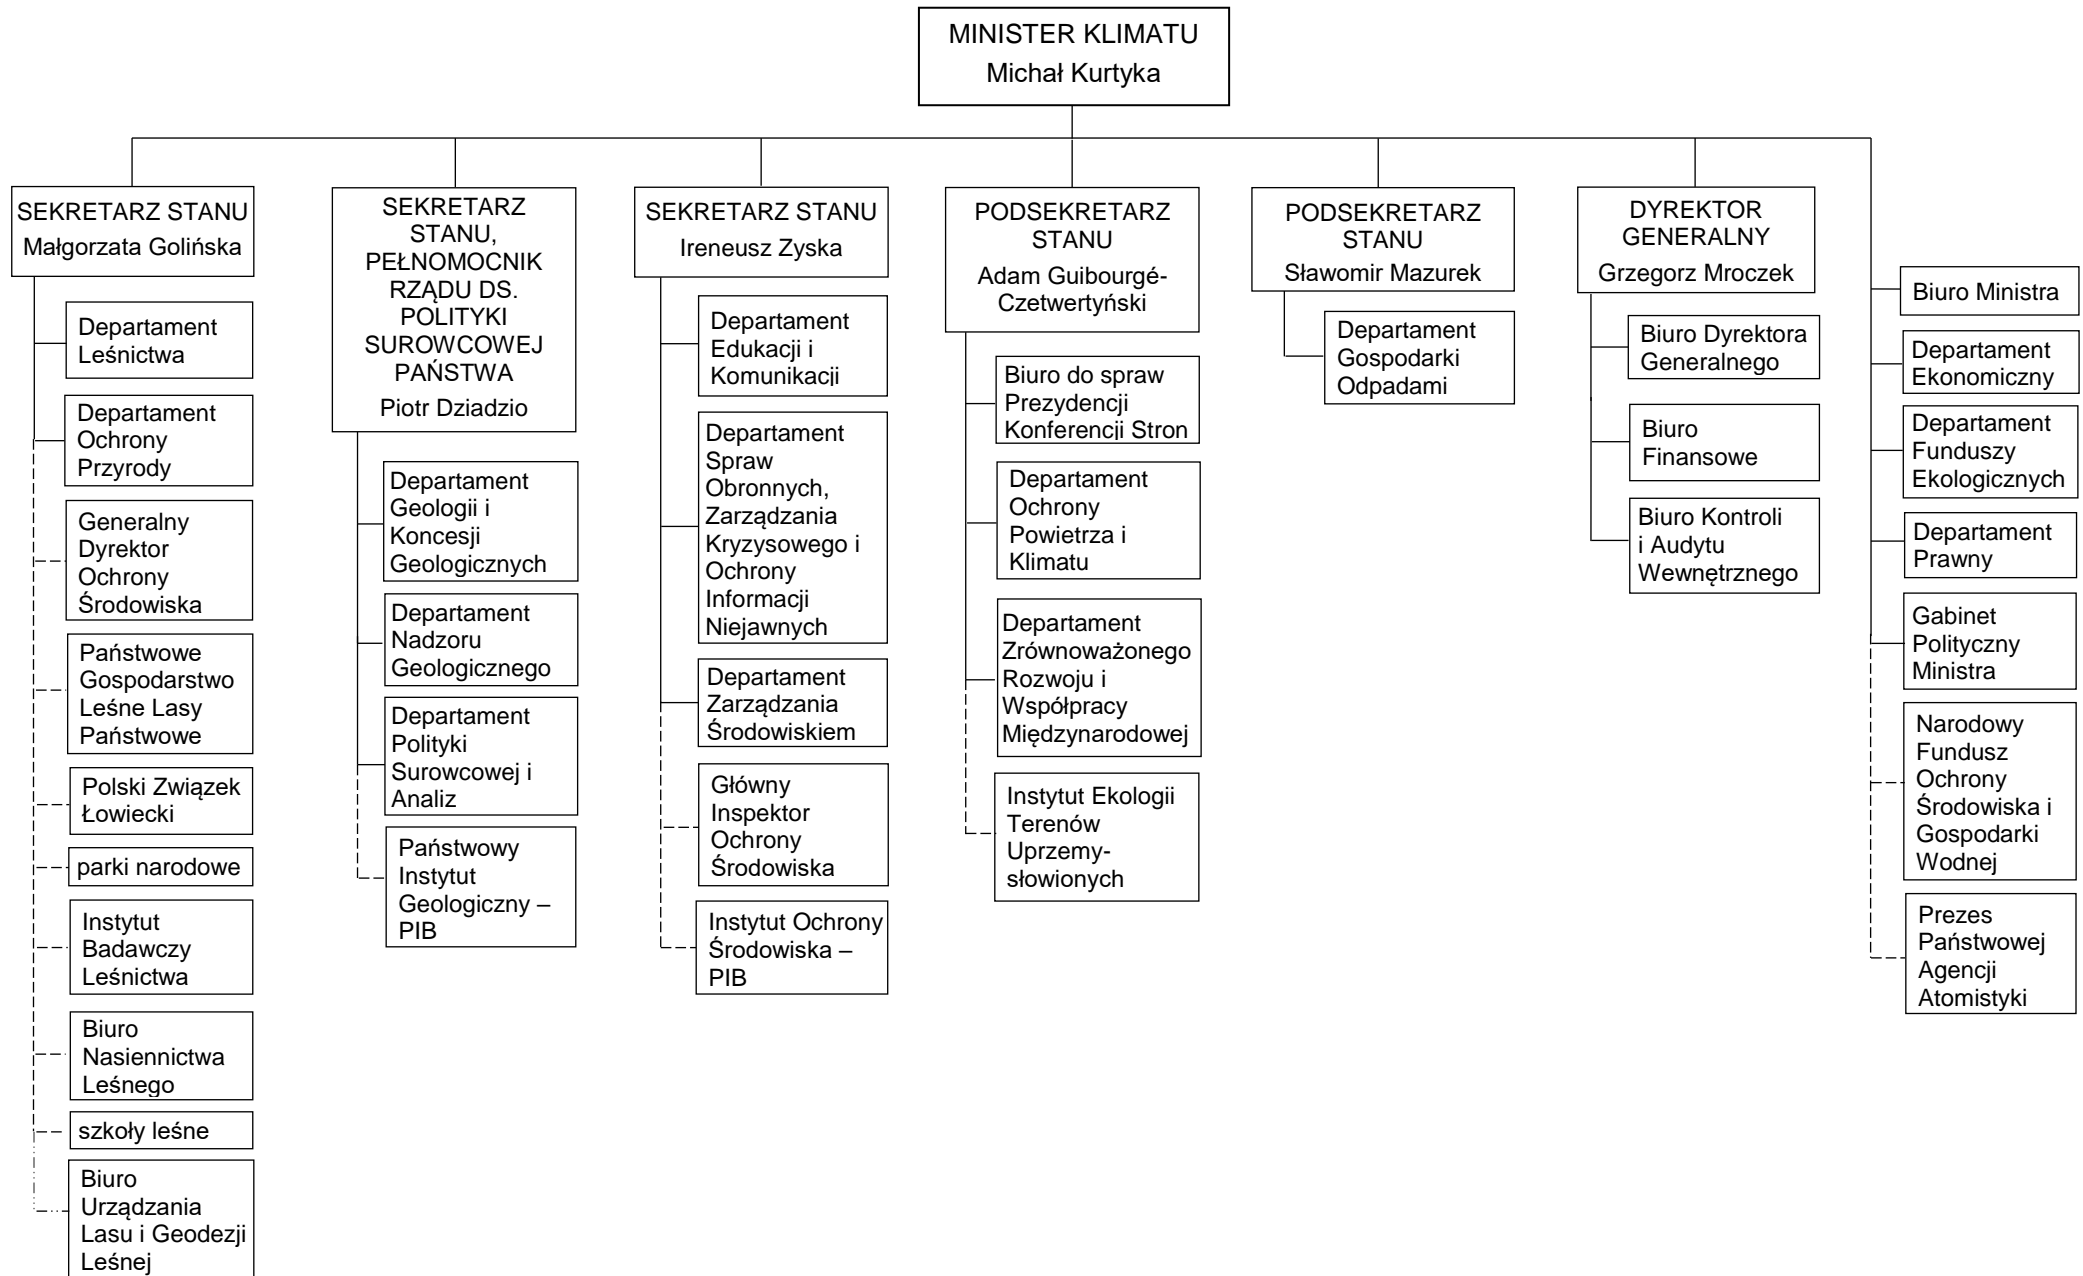 MINISTER KLIMATU
Michał Kurtyka
SEKRETARZ STANU
Małgorzata Golińska
Departament
Leśnictwa
Departament
Ochrony
Przyrody
Generalny
Dyrektor
Ochrony
Środowiska
Państwowe
Gospodarstwo
Leśne Lasy
Państwowe
Polski Związek
Łowiecki
parki narodowe
Instytut
Badawczy
Leśnictwa
Biuro
Nasiennictwa
Leśnego
szkoły leśne
Biuro
Urządzania
Lasu i Geodezji
Leśnej
SEKRETARZ
STANU,
PEŁNOMOCNIK
RZĄDU DS.
POLITYKI
SUROWCOWEJ
PAŃSTWA
Piotr Dziadzio
Departament
Geologii i
Koncesji
Geologicznych
Departament
Nadzoru
Geologicznego
Departament
Polityki
Surowcowej i
Analiz
Państwowy
Instytut
Geologiczny –
PIB
SEKRETARZ STANU
Ireneusz Zyska
Departament
Edukacji i
Komunikacji
Departament
Spraw
Obronnych,
Zarządzania
Kryzysowego i
Ochrony
Informacji
Niejawnych
Departament
Zarządzania
Środowiskiem
Główny
Inspektor
Ochrony
Środowiska
Instytut Ochrony
Środowiska –
PIB
PODSEKRETARZ
STANU
Adam Guibourgé-
Czetwertyński
Biuro do spraw
Prezydencji
Konferencji Stron
Departament
Ochrony
Powietrza i
Klimatu
Departament
Zrównoważonego
Rozwoju i
Współpracy
Międzynarodowej
Instytut Ekologii
Terenów
Uprzemy-
słowionych
PODSEKRETARZ
STANU
Sławomir Mazurek
Departament
Gospodarki
Odpadami
DYREKTOR
GENERALNY
Grzegorz Mroczek
Biuro Dyrektora
Generalnego
Biuro
Finansowe
Biuro Kontroli
i Audytu
Wewnętrznego
Biuro Ministra
Departament
Ekonomiczny
Departament
Funduszy
Ekologicznych
Departament
Prawny
Gabinet
Polityczny
Ministra
Narodowy
Fundusz
Ochrony
Środowiska i
Gospodarki
Wodnej
Prezes
Państwowej
Agencji
Atomistyki